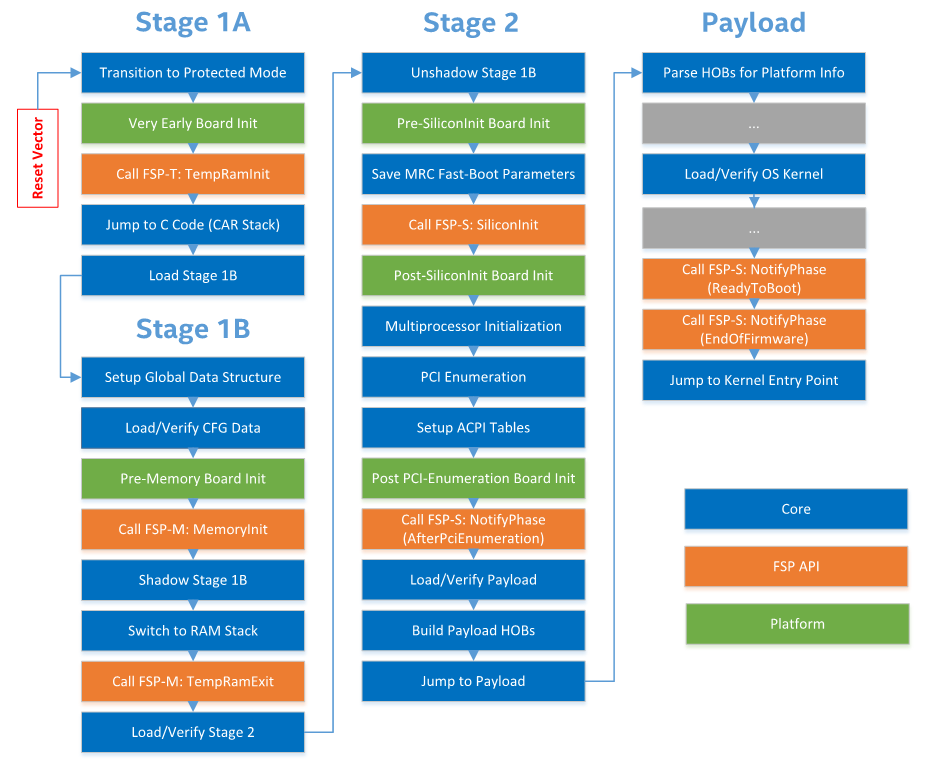 Stage 1A
Reset Vector
Transition to Protected Mode
Very Early Board Init
Call FSP-T: TempRamInit
Jump to C Code (CAR Stack)
Load Stage 1B
Stage 1B
Setup Global Data Structure
Load/Verify CFG Data
Pre-Memory Board Init
Call FSP-M: MemoryInit
Shadow Stage 1B
Switch to RAM Stack
Call FSP-M: TempRamExit
Load/Verify Stage 2
Stage 2
Unshadow Stage 1B
Pre-SiliconInit Board Init
Save MRC Fast-Boot Parameters
Call FSP-S: SiliconInit
Post-SiliconInit Board Init
Multiprocessor Initialization
PCI Enumeration
Setup ACPI Tables
Post PCI-Enumeration Board Init
Call FSP-S: NotifyPhase
(AfterPciEnumeration)
Load/Verify Payload
Build Payload HOBs
Jump to Payload
Payload
Parse HOBs for Platform Info
...
Load/Verify OS Kernel
...
Call FSP-S: NotifyPhase
(ReadyToBoot)
Call FSP-S: NotifyPhase
(EndOfFirmware)
Jump to Kernel Entry Point
Core
FSP API
Platform